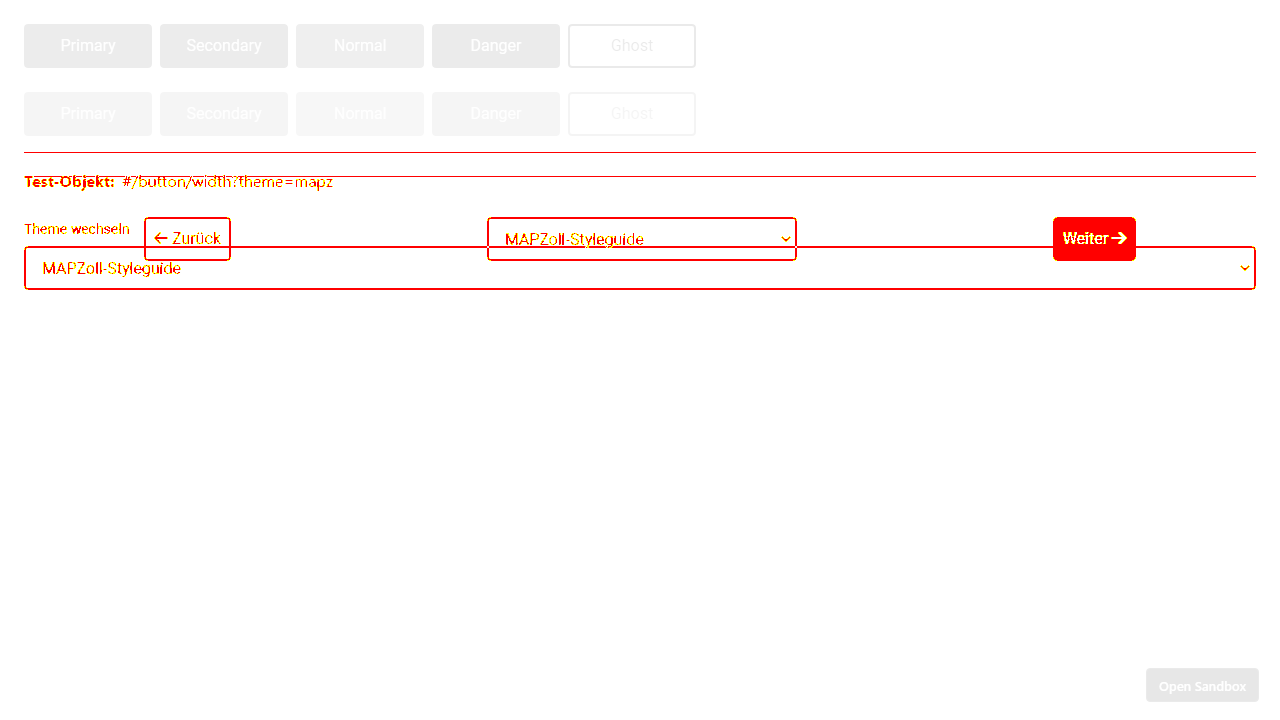 Primary Secondary Normal Danger Ghost
Primary Secondary Normal Danger Ghost
Test-Objekt: #/button/width?theme=mapz
Theme wechseln
← Zurück MAPZoll-Styleguide Weiter →
MAPZoll-Styleguide
Open Sandbox